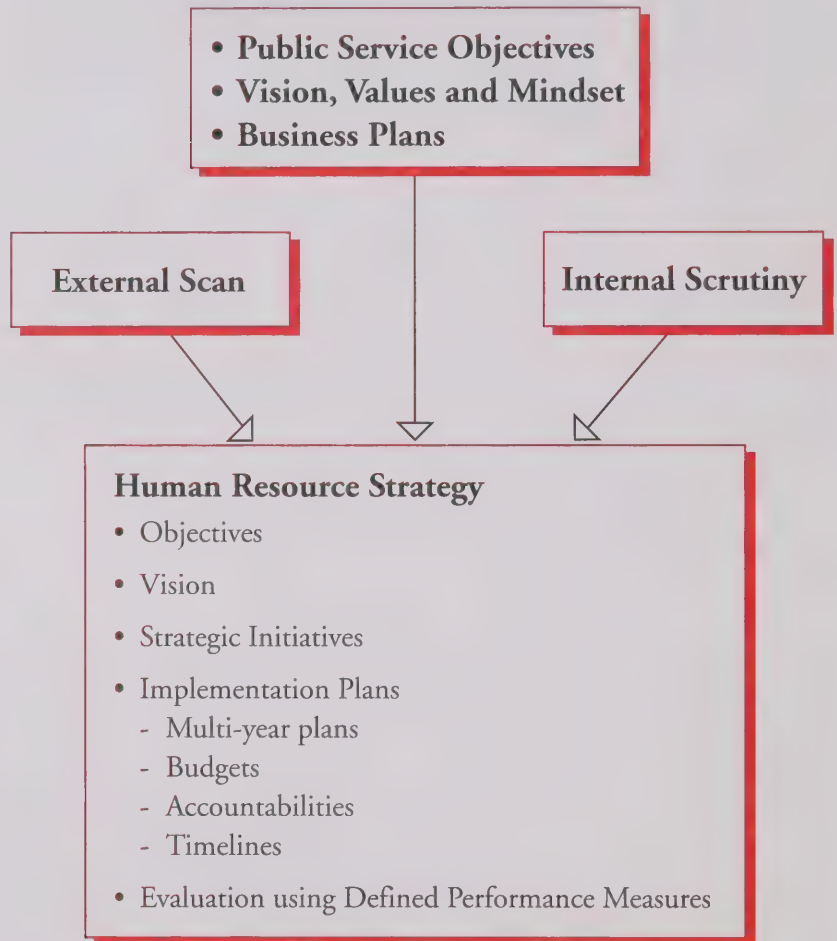 • Public Service Objectives
• Vision, Values and Mindset
• Business Plans
External Scan
Internal Scrutiny
Human Resource Strategy
• Objectives
• Vision
• Strategic Initiatives
• Implementation Plans
- Multi-year plans
- Budgets
- Accountabilities
- Timelines
• Evaluation using Defined Performance Measures